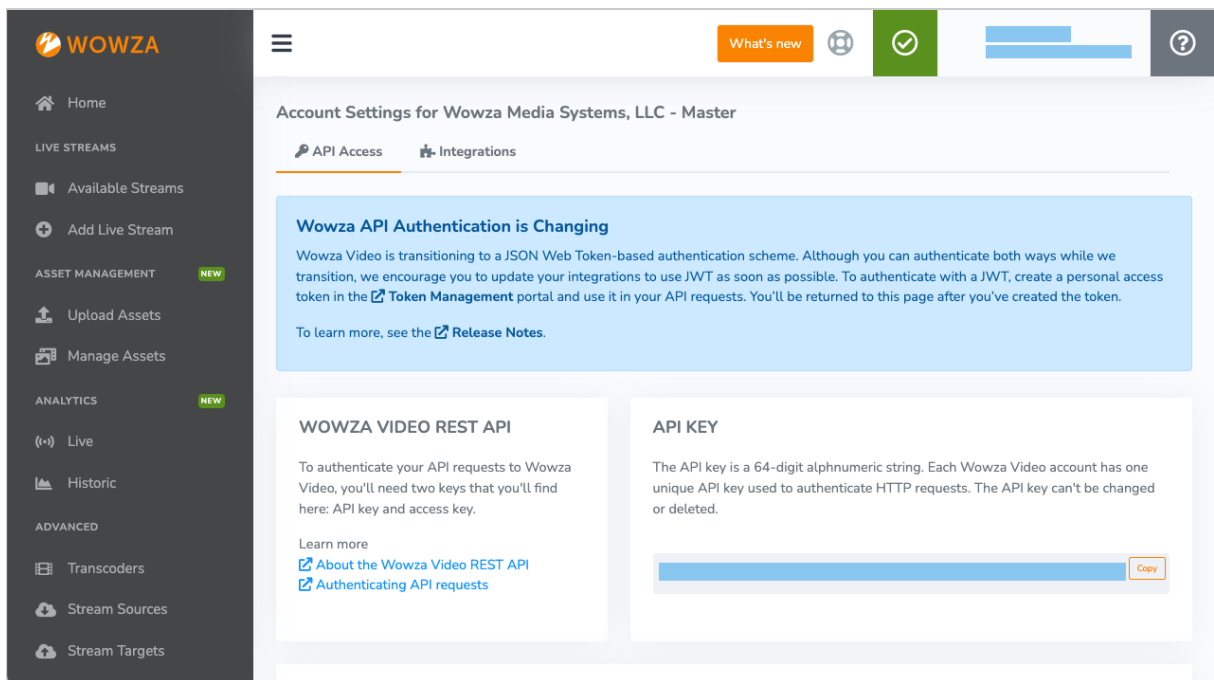 WOWZA
What's new
Home
LIVE STREAMS
Available Streams
Add Live Stream
ASSET MANAGEMENT NEW
Upload Assets
Manage Assets
ANALYTICS NEW
Live
Historic
ADVANCED
Transcoders
Stream Sources
Stream Targets
Account Settings for Wowza Media Systems, LLC - Master
API Access Integrations
Wowza API Authentication is Changing
Wowza Video is transitioning to a JSON Web Token-based authentication scheme. Although you can authenticate both ways while we
transition, we encourage you to update your integrations to use JWT as soon as possible. To authenticate with a JWT, create a personal access
token in the Token Management portal and use it in your API requests. You'll be returned to this page after you've created the token.
To learn more, see the Release Notes.
WOWZA VIDEO REST API
To authenticate your API requests to Wowza
Video, you'll need two keys that you'll find
here: API key and access key.
Learn more
About the Wowza Video REST API
Authenticating API requests
API KEY
The API key is a 64-digit alphnumeric string. Each Wowza Video account has one
unique API key used to authenticate HTTP requests. The API key can't be changed
or deleted.
Copy